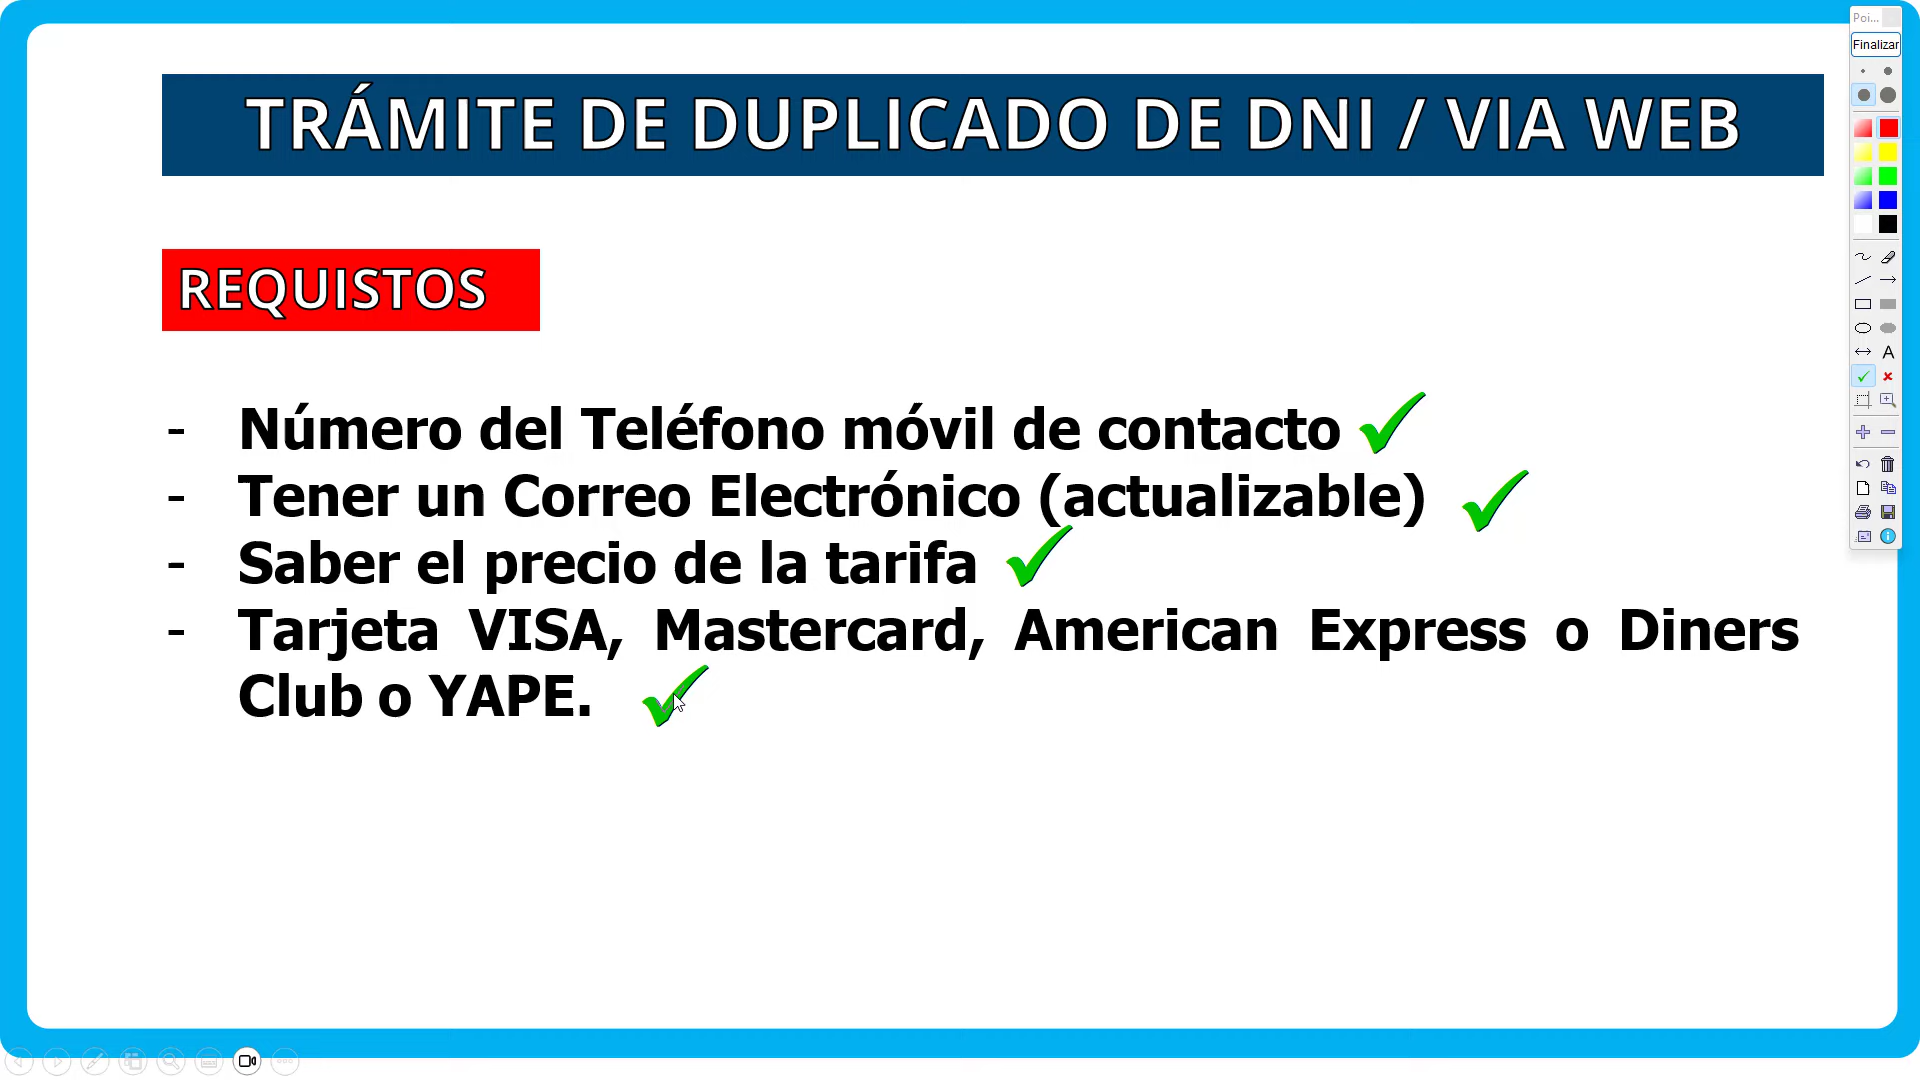 TRÁMITE DE DUPLICADO DE DNI / VIA WEB
REQUISTOS
- Número del Teléfono móvil de contacto
- Tener un Correo Electrónico (actualizable)
- Saber el precio de la tarifa
- Tarjeta VISA, Mastercard, American Express o Diners
Club o YAPE.
Poi...
Finalizar
A